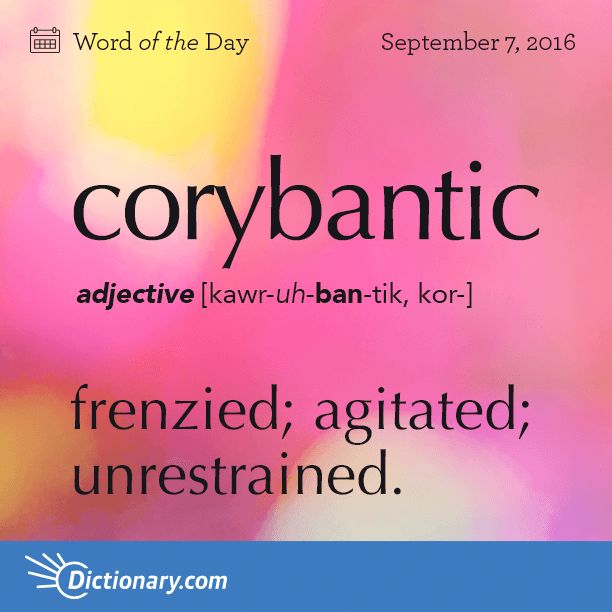 Word of the Day
September 7, 2016
corybantic
adjective [kawr-uh-ban-tik, kor-]
frenzied; agitated;
unrestrained.
Dictionary.com